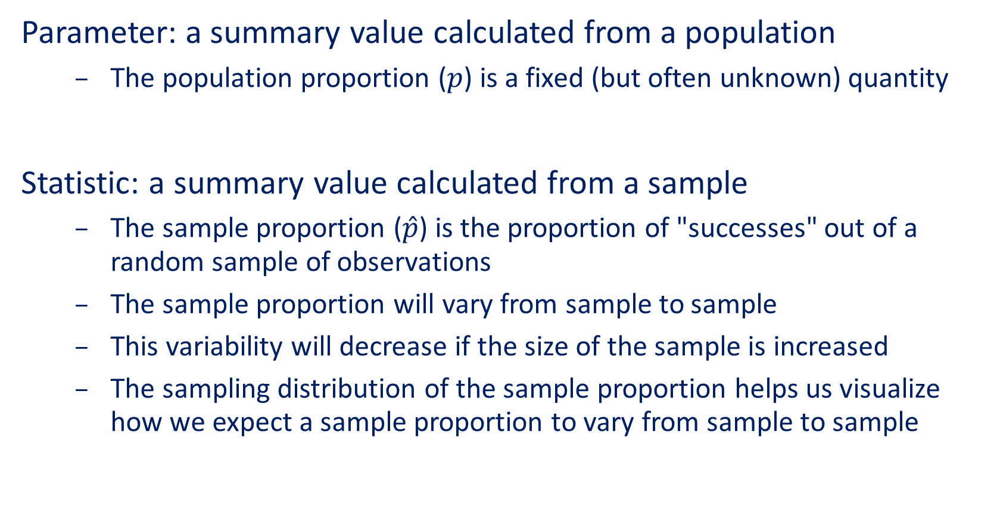 Parameter: a summary value calculated from a population
– The population proportion (p) is a fixed (but often unknown) quantity
Statistic: a summary value calculated from a sample
– The sample proportion (p̂) is the proportion of "successes" out of a
random sample of observations
– The sample proportion will vary from sample to sample
– This variability will decrease if the size of the sample is increased
– The sampling distribution of the sample proportion helps us visualize
how we expect a sample proportion to vary from sample to sample